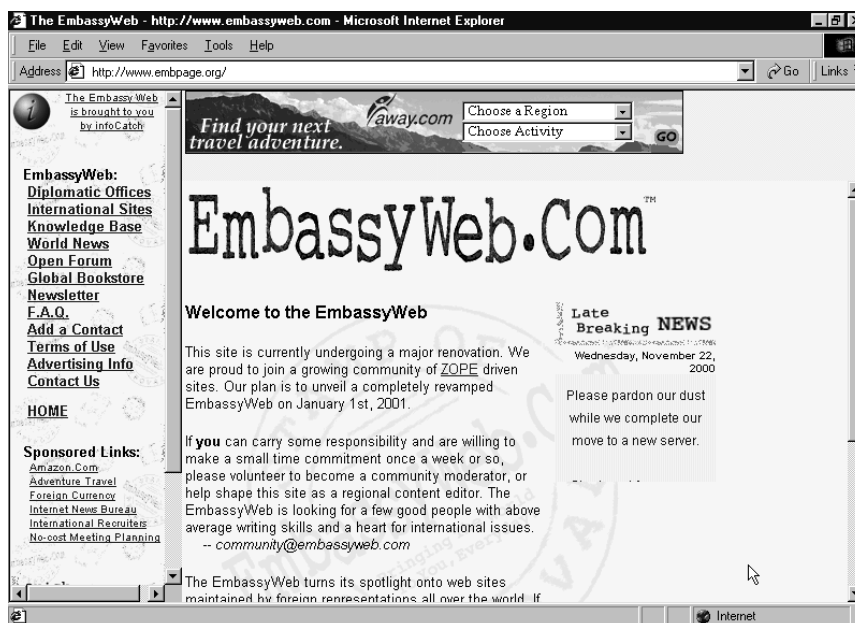 The EmbassyWeb - http://www.embassyweb.com - Microsoft Internet Explorer
File Edit View Favorites Tools Help
Address http://www.embpage.org/ Go Links
The Embassy Web
is brought to you
by infoCatch
EmbassyWeb:
Diplomatic Offices
International Sites
Knowledge Base
World News
Open Forum
Global Bookstore
Newsletter
F.A.Q.
Add a Contact
Terms of Use
Advertising Info
Contact Us
HOME
Sponsored Links:
Amazon.Com
Adventure Travel
Foreign Currency
Internet News Bureau
International Recruiters
No-cost Meeting Planning
Find your next
travel adventure.
away.com
Choose a Region
Choose Activity
GO
EmbassyWeb.Com™
Welcome to the EmbassyWeb
This site is currently undergoing a major renovation. We
are proud to join a growing community of ZOPE driven
sites. Our plan is to unveil a completely revamped
EmbassyWeb on January 1st, 2001.
If you can carry some responsibility and are willing to
make a small time commitment once a week or so,
please volunteer to become a community moderator, or
help shape this site as a regional content editor. The
EmbassyWeb is looking for a few good people with above
average writing skills and a heart for international issues.
-- community@embassyweb.com
The EmbassyWeb turns its spotlight onto web sites
maintained by foreign representations all over the world. If
Late
Breaking NEWS
Wednesday, November 22,
2000
Please pardon our dust
while we complete our
move to a new server.
Internet